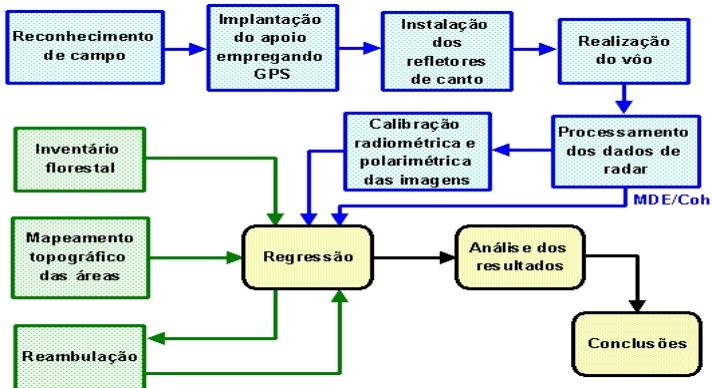 Reconhecimento
de campo
Implantação
do apoio
empregando
GPS
Instalação
dos
refletores
de canto
Realização
do vôo
Inventário
florestal
Calibração
radiométrica e
polarimétrica
das imagens
Processamento
dos dados de
radar
MDE/Coh
Mapeamento
topográfico
das áreas
Regressão
Análise dos
resultados
Reambulação
Conclusões